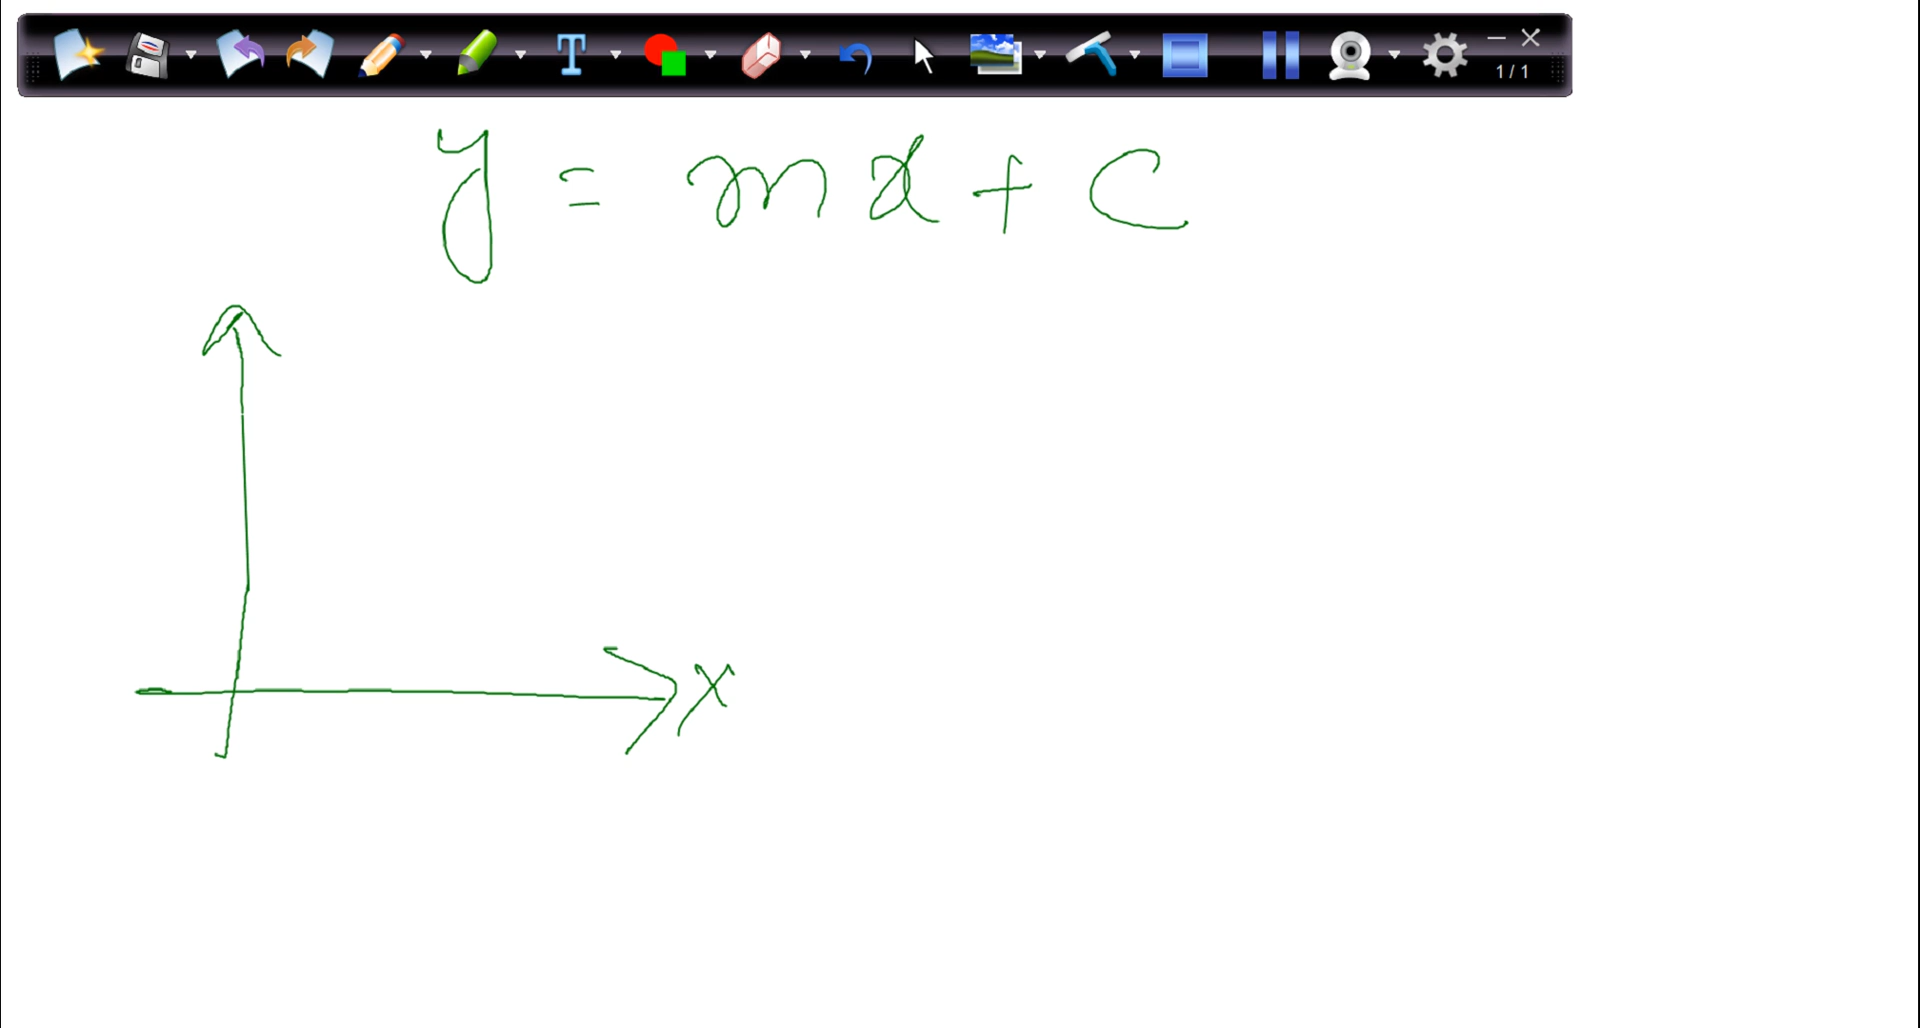 1 / 1
y = mx + c
x